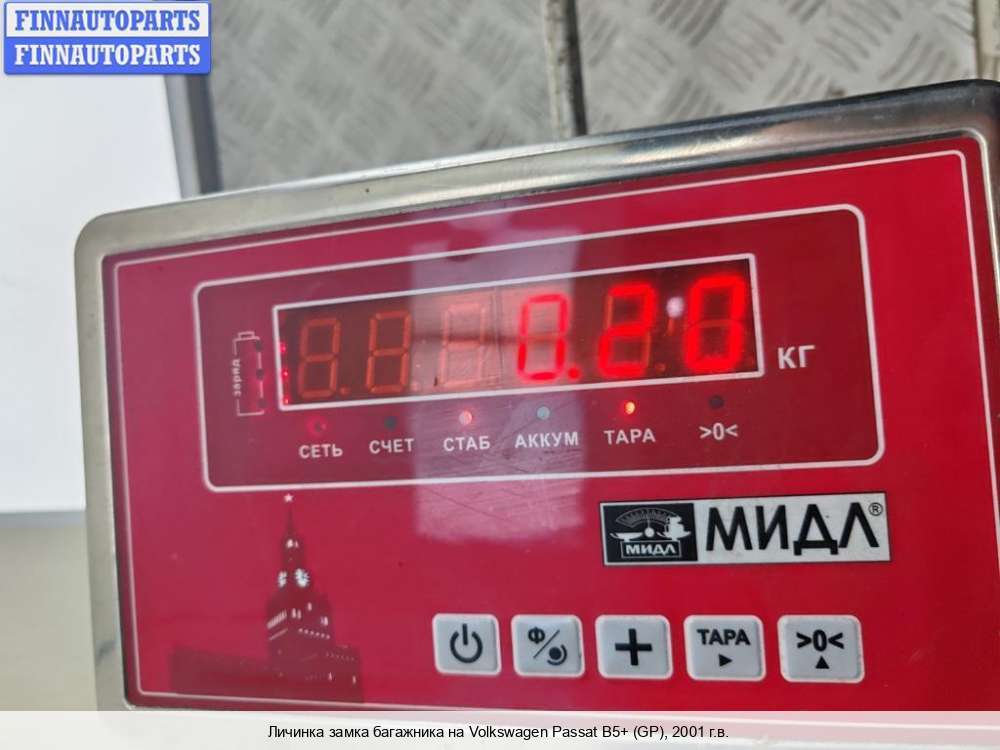 FINNAUTOPARTS
FINNAUTOPARTS
заряд
0.20 КГ
СЕТЬ СЧЕТ СТАБ АККУМ ТАРА >0<
МИДЛ МИДЛ®
Ф
ТАРА >0<
Личинка замка багажника на Volkswagen Passat B5+ (GP), 2001 г.в.